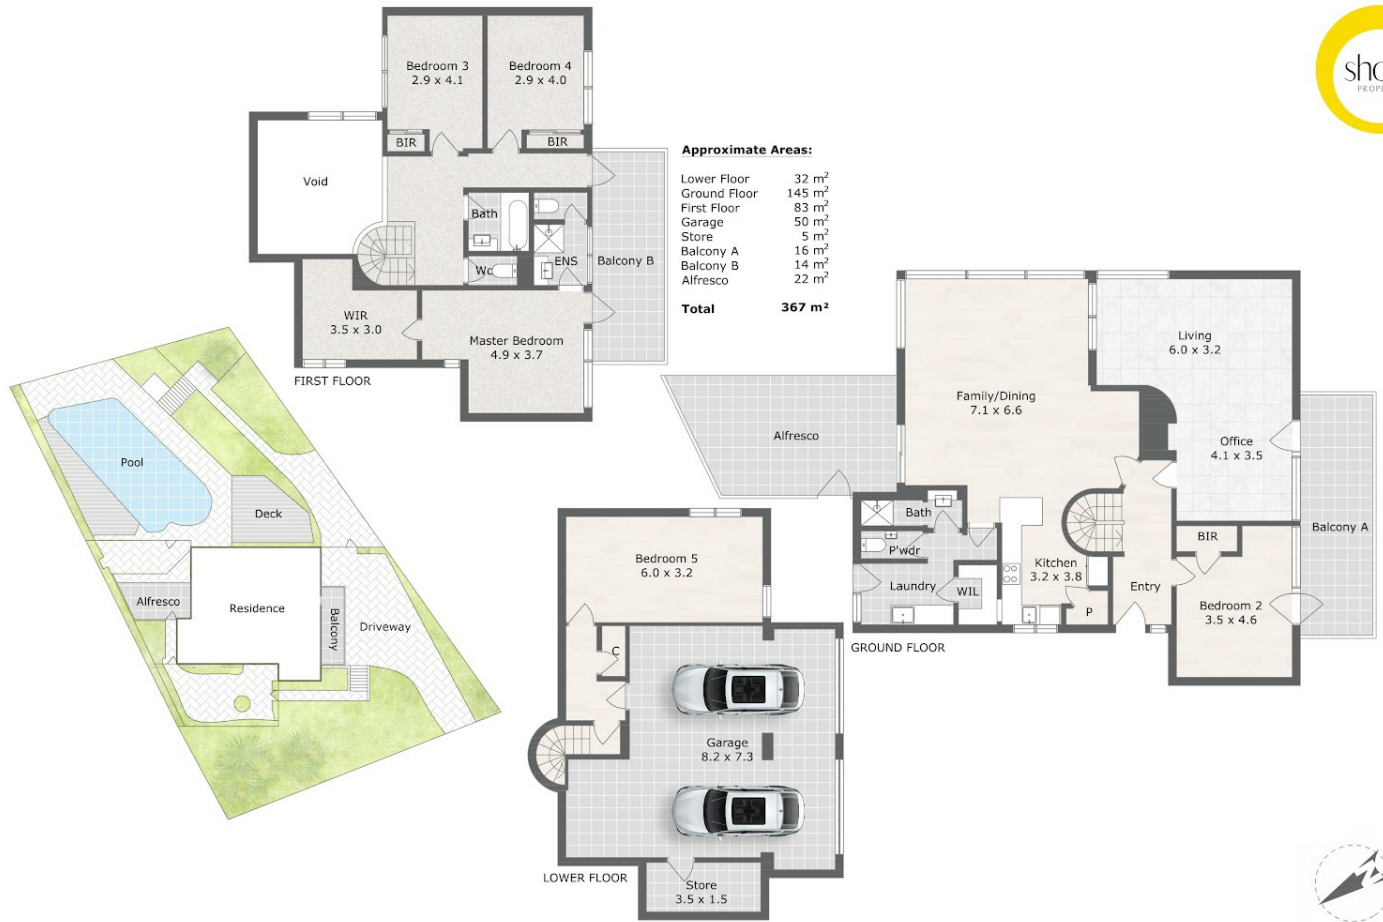 Bedroom 3
2.9 x 4.1
Bedroom 4
2.9 x 4.0
BIR
BIR
Void
Bath
Wc
ENS
Balcony B
WIR
3.5 x 3.0
Master Bedroom
4.9 x 3.7
FIRST FLOOR
Approximate Areas:
Lower Floor 32 m²
Ground Floor 145 m²
First Floor 83 m²
Garage 50 m²
Store 5 m²
Balcony A 16 m²
Balcony B 14 m²
Alfresco 22 m²
Total 367 m²
Living
6.0 x 3.2
Family/Dining
7.1 x 6.6
Alfresco
Office
4.1 x 3.5
Bath
P'wdr
Laundry
WIL
Kitchen
3.2 x 3.8
P
Entry
BIR
Bedroom 2
3.5 x 4.6
Balcony A
GROUND FLOOR
Pool
Deck
Alfresco
Residence
Balcony
Driveway
Bedroom 5
6.0 x 3.2
C
Garage
8.2 x 7.3
Store
3.5 x 1.5
LOWER FLOOR